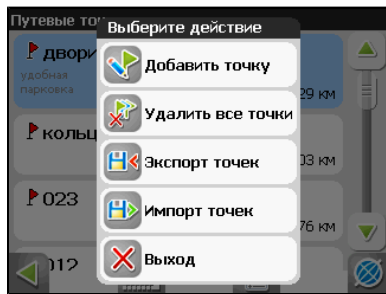 Путевые то
Выберите действие
двори
удобная
парковка
29 км
Добавить точку
Удалить все точки
кольц
03 км
Экспорт точек
023
76 км
Импорт точек
012
Выход